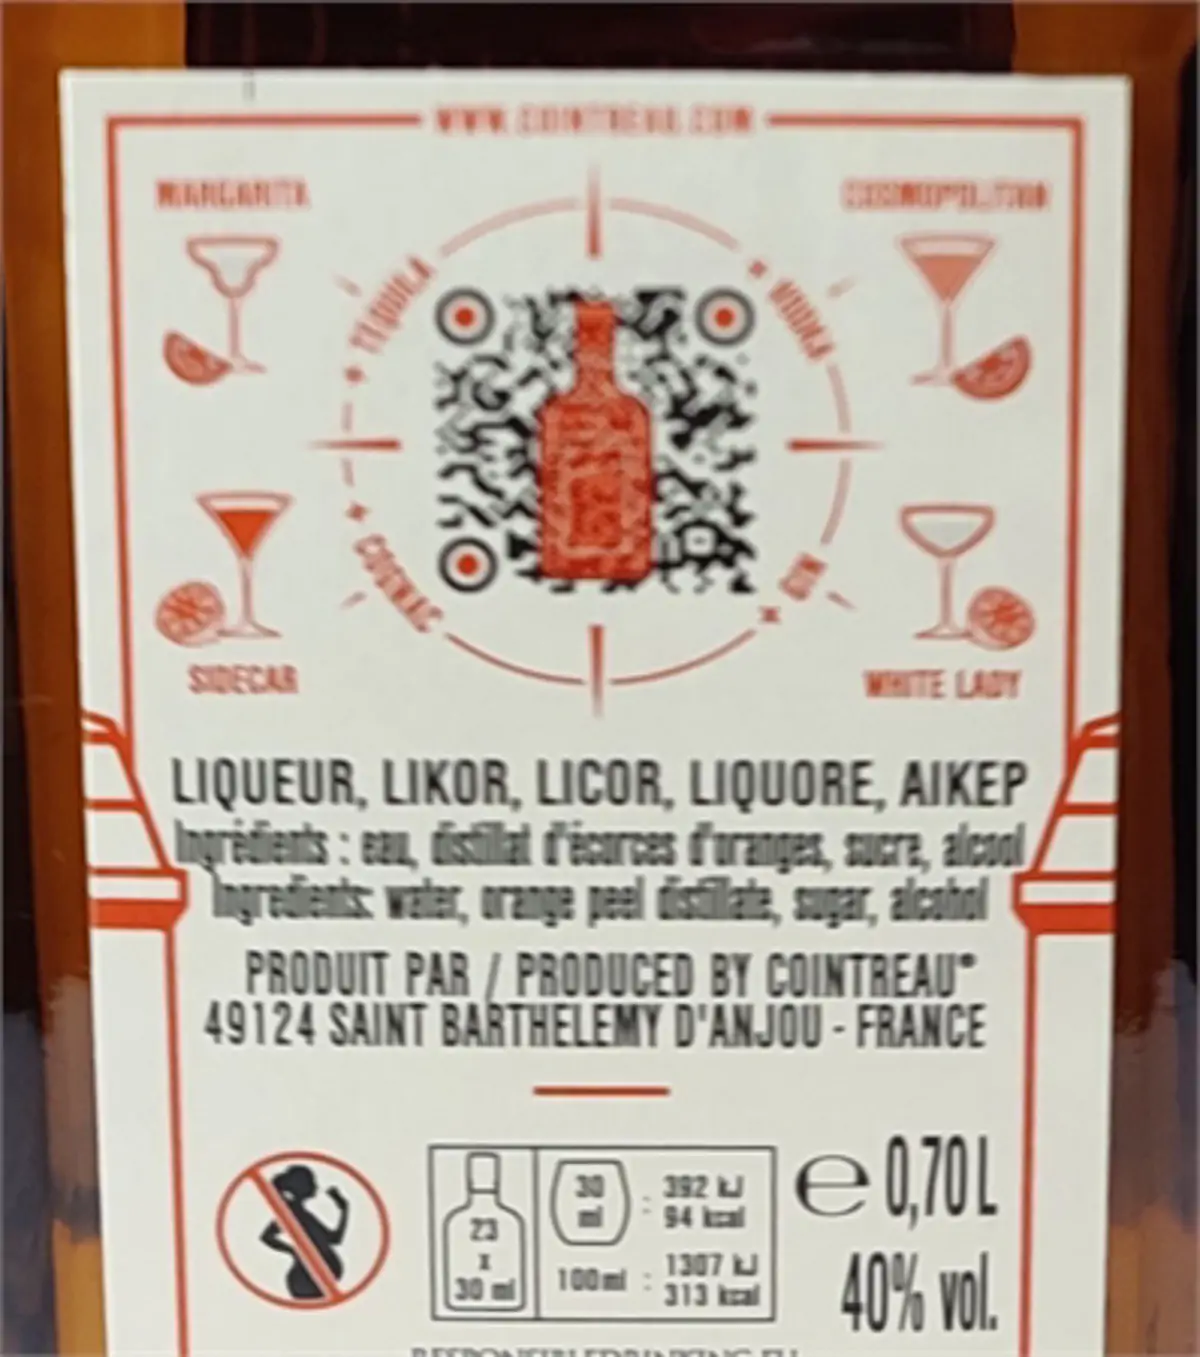 WWW.COINTREAU.COM
MARGARITA
COSMOPOLITAN
TEQUILA
VODKA
COGNAC
GIN
SIDECAR
WHITE LADY
LIQUEUR, LIKOR, LICOR, LIQUORE, ΛIKEP
Ingrédients : eau, distillat d'écorces d'oranges, sucre, alcool
Ingredients: water, orange peel distillate, sugar, alcohol
PRODUIT PAR / PRODUCED BY COINTREAU®
49124 SAINT BARTHELEMY D'ANJOU - FRANCE
23
x
30 ml
30 ml : 392 kJ
94 kcal
100ml : 1307 kJ
313 kcal
e 0,70 L
40% vol.
RESPONSIBLEDRINKING.EU